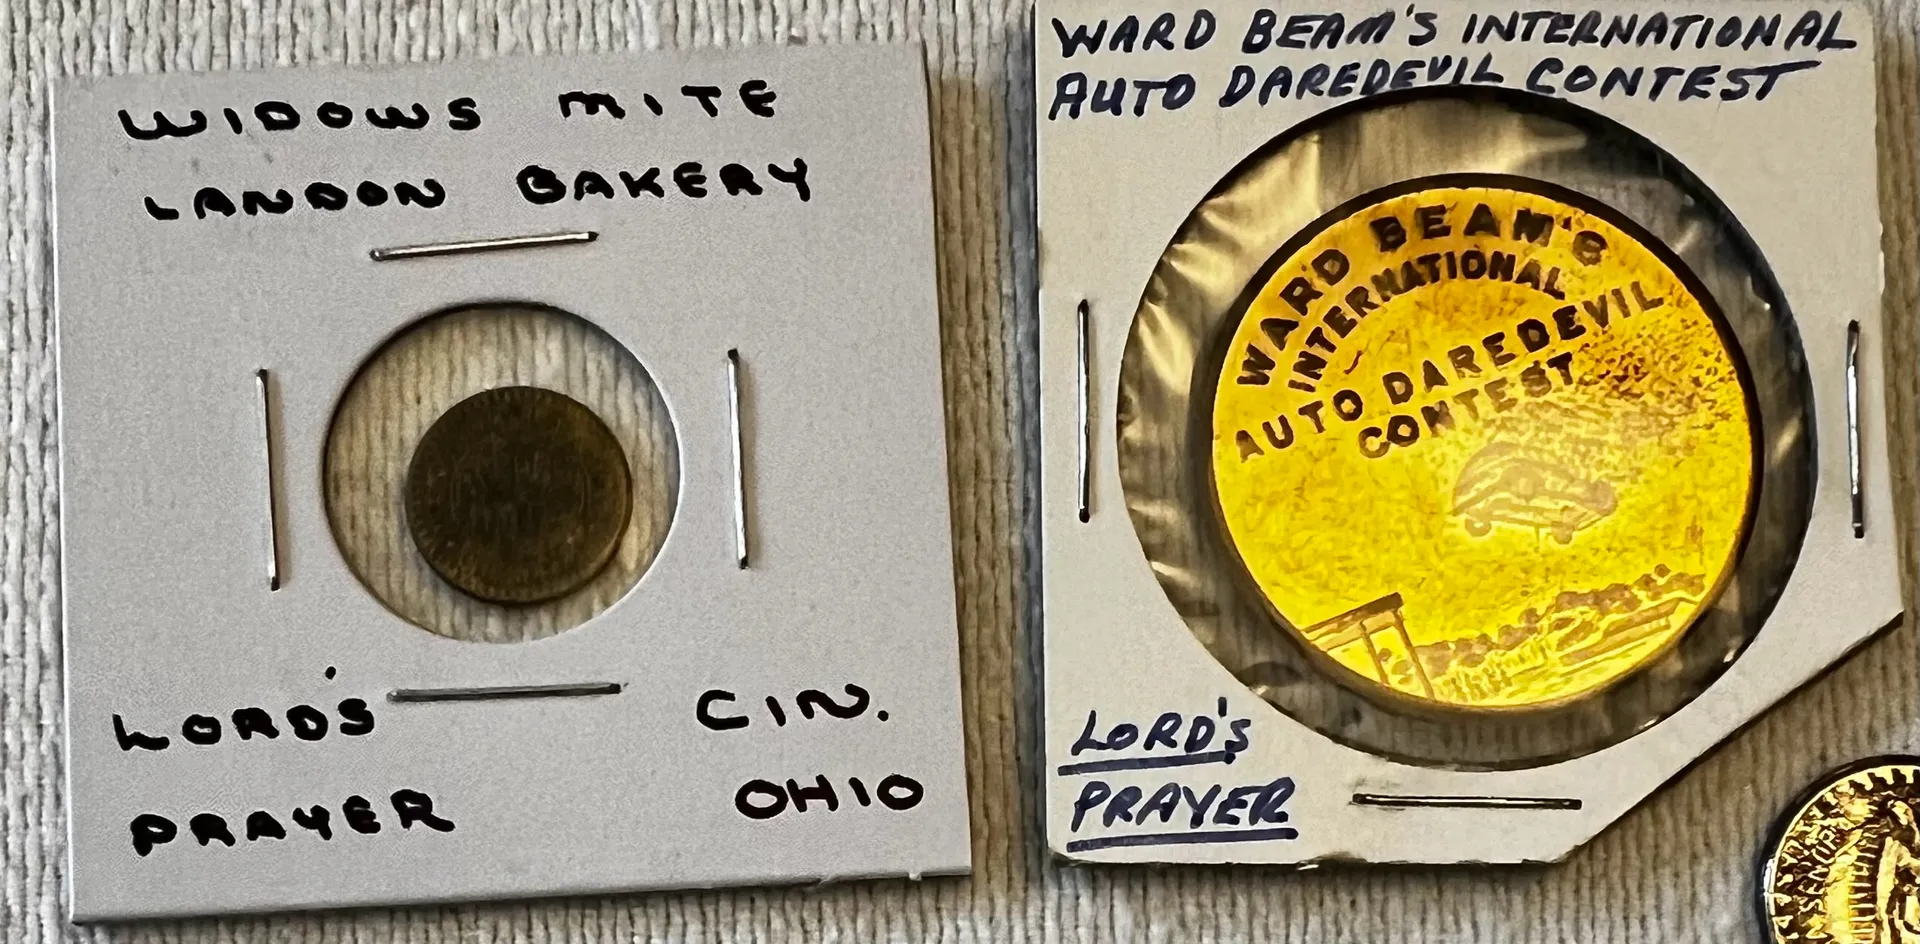 WIDOWS MITE
LANDON BAKERY
LORD'S
PRAYER
CIN.
OHIO
WARD BEAM'S INTERNATIONAL
AUTO DAREDEVIL CONTEST
WARD BEAM'S
INTERNATIONAL
AUTO DAREDEVIL
CONTEST
LORD'S
PRAYER